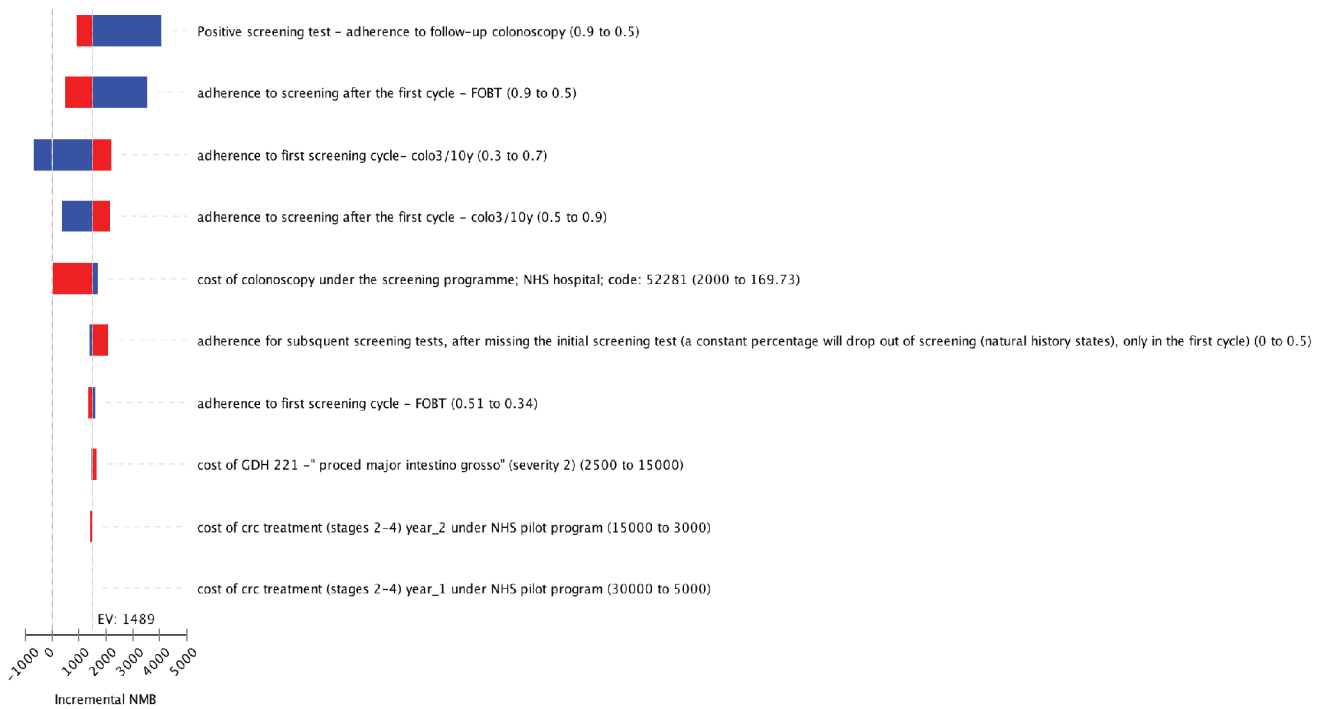 Positive screening test - adherence to follow-up colonoscopy (0.9 to 0.5)
adherence to screening after the first cycle - FOBT (0.9 to 0.5)
adherence to first screening cycle- colo3/10y (0.3 to 0.7)
adherence to screening after the first cycle - colo3/10y (0.5 to 0.9)
cost of colonoscopy under the screening programme; NHS hospital; code: 52281 (2000 to 169.73)
adherence for subsquent screening tests, after missing the initial screening test (a constant percentage will drop out of screening (natural history states), only in the first cycle) (0 to 0.5)
adherence to first screening cycle - FOBT (0.51 to 0.34)
cost of GDH 221 -" proced major intestino grosso" (severity 2) (2500 to 15000)
cost of crc treatment (stages 2-4) year_2 under NHS pilot program (15000 to 3000)
cost of crc treatment (stages 2-4) year_1 under NHS pilot program (30000 to 5000)
EV: 1489
-1000 0 1000 2000 3000 4000 5000
Incremental NMB